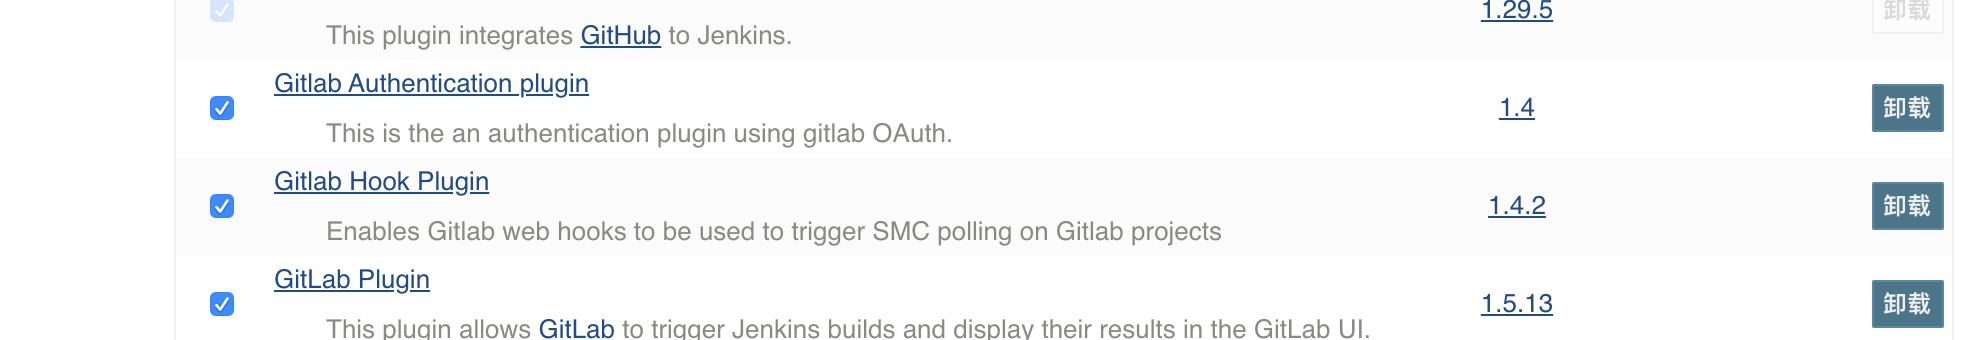 1.29.5
卸载
This plugin integrates GitHub to Jenkins.
Gitlab Authentication plugin
1.4
卸载
This is the an authentication plugin using gitlab OAuth.
Gitlab Hook Plugin
1.4.2
卸载
Enables Gitlab web hooks to be used to trigger SMC polling on Gitlab projects
GitLab Plugin
1.5.13
卸载
This plugin allows GitLab to trigger Jenkins builds and display their results in the GitLab UI.